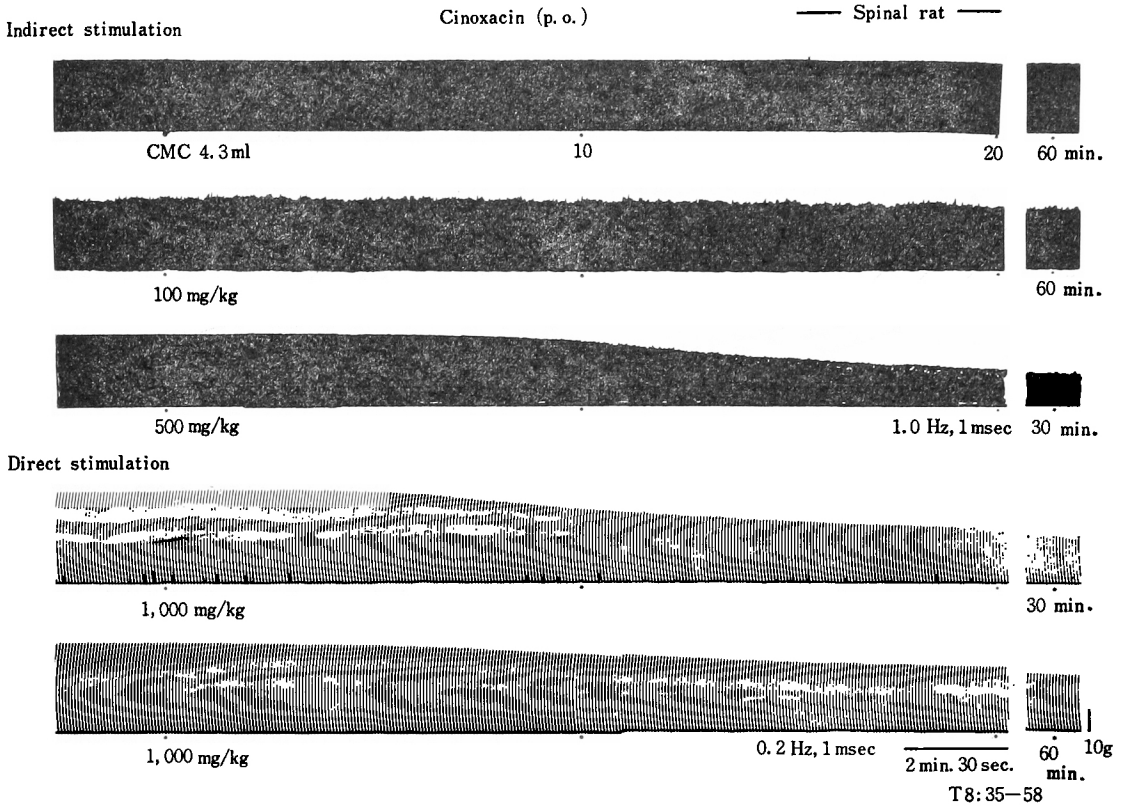 Cinoxacin (p. o.)
Spinal rat
Indirect stimulation
CMC 4.3 ml
10
20
60 min.
100 mg/kg
60 min.
500 mg/kg
1.0 Hz, 1 msec
30 min.
Direct stimulation
1,000 mg/kg
30 min.
1,000 mg/kg
0.2 Hz, 1 msec
2 min. 30 sec.
60 min.
10g
T8:35—58